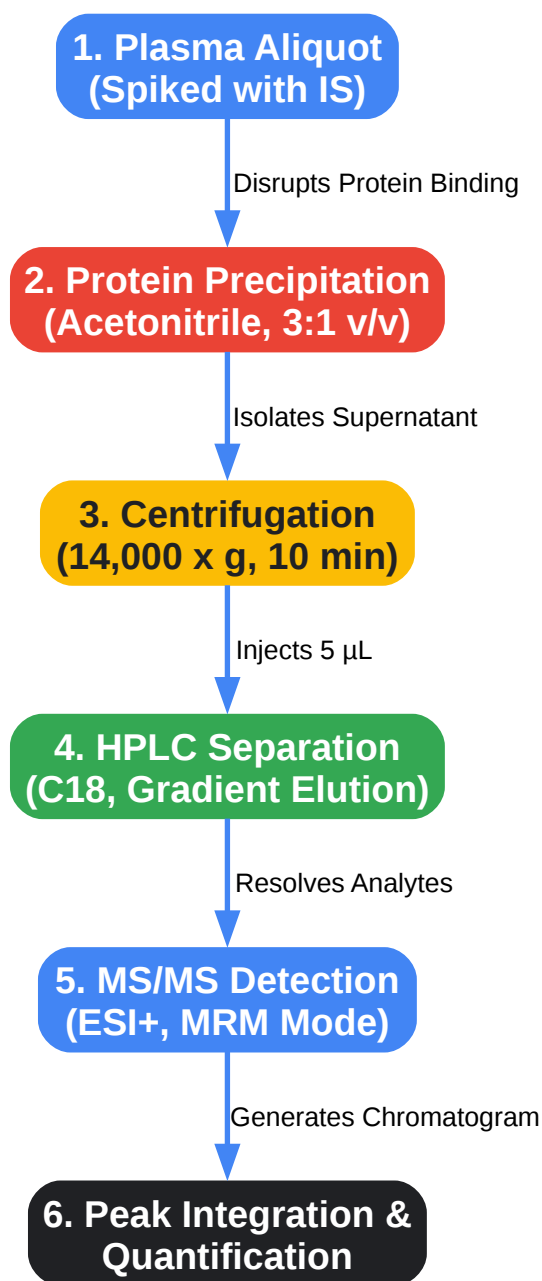 1. Plasma Aliquot
(Spiked with IS)
Disrupts Protein Binding
2. Protein Precipitation
(Acetonitrile, 3:1 v/v)
Isolates Supernatant
3. Centrifugation
(14,000 x g, 10 min)
Injects 5 µL
4. HPLC Separation
(C18, Gradient Elution)
Resolves Analytes
5. MS/MS Detection
(ESI+, MRM Mode)
Generates Chromatogram
6. Peak Integration &
Quantification